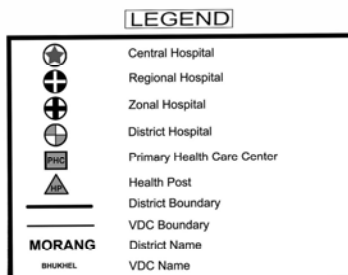 LEGEND
Central Hospital
Regional Hospital
Zonal Hospital
District Hospital
PHC Primary Health Care Center
HP Health Post
District Boundary
VDC Boundary
MORANG District Name
BHUKHEL VDC Name